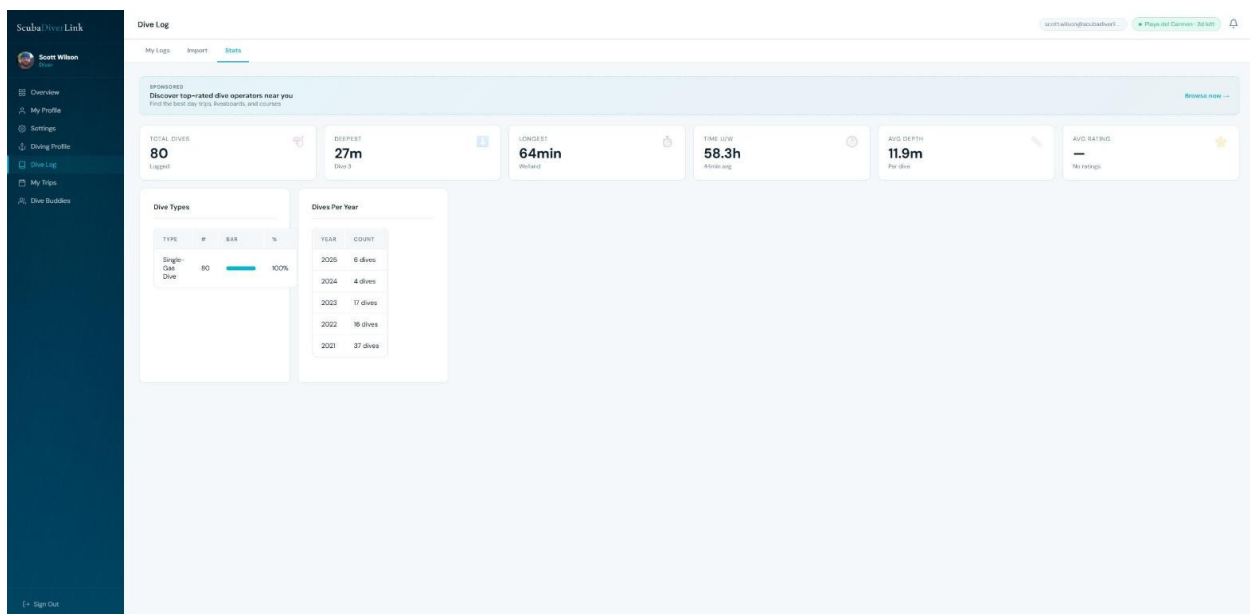 ScubaDiverLink
Scott Wilson
Diver
Overview
My Profile
Settings
Diving Profile
Dive Log
My Trips
Dive Buddies
Sign Out
Dive Log
Playa del Carmen · 7d left
My Logs Import Stats
SPONSORED
Discover top-rated dive operators near you
Find the best day trips, liveaboards, and courses
Browse now →
TOTAL DIVES
80
Logged
DEEPEST
27m
Dive 3
LONGEST
64min
Welland
TIME U/W
58.3h
44min avg
AVG DEPTH
11.9m
Per dive
AVG RATING
—
No ratings
Dive Types
TYPE # BAR %
Single-
Gas 80 100%
Dive
Dives Per Year
YEAR COUNT
2025 6 dives
2024 4 dives
2023 17 dives
2022 16 dives
2021 37 dives